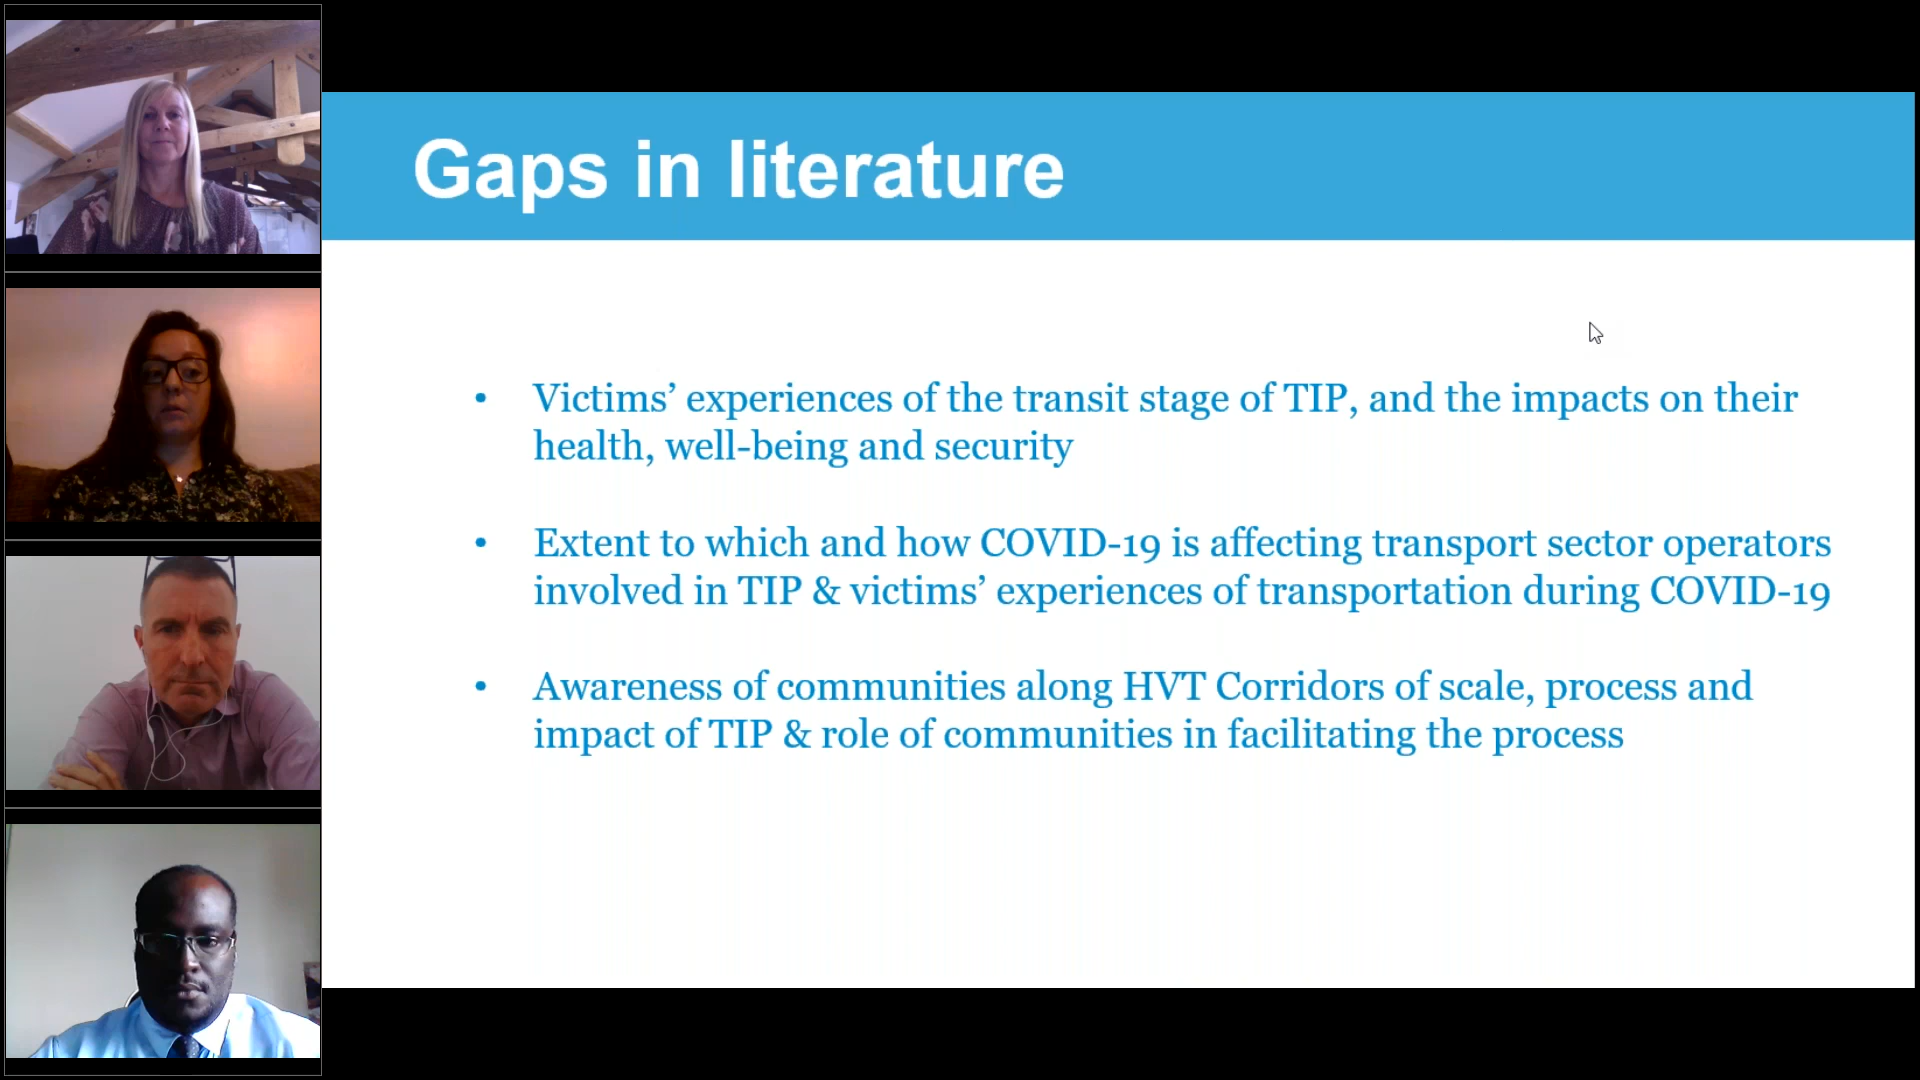 Gaps in literature
• Victims’ experiences of the transit stage of TIP, and the impacts on their
health, well-being and security
• Extent to which and how COVID-19 is affecting transport sector operators
involved in TIP & victims’ experiences of transportation during COVID-19
• Awareness of communities along HVT Corridors of scale, process and
impact of TIP & role of communities in facilitating the process